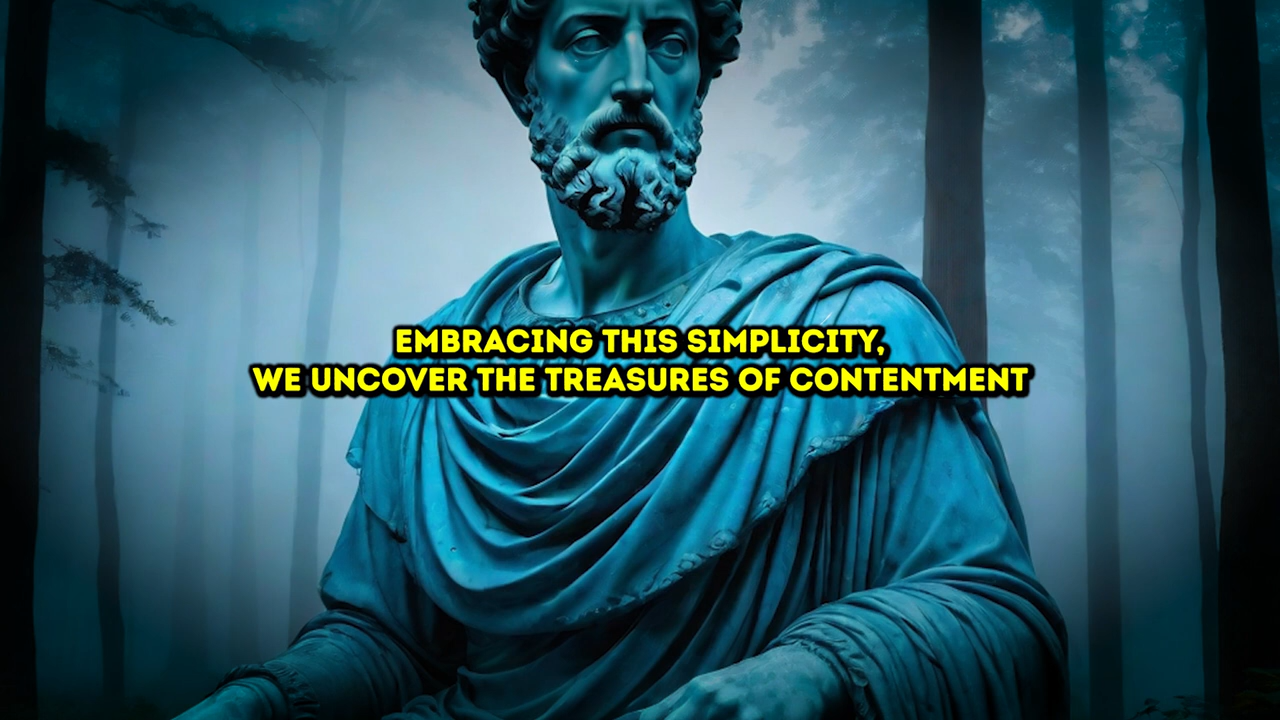 EMBRACING THIS SIMPLICITY,
WE UNCOVER THE TREASURES OF CONTENTMENT